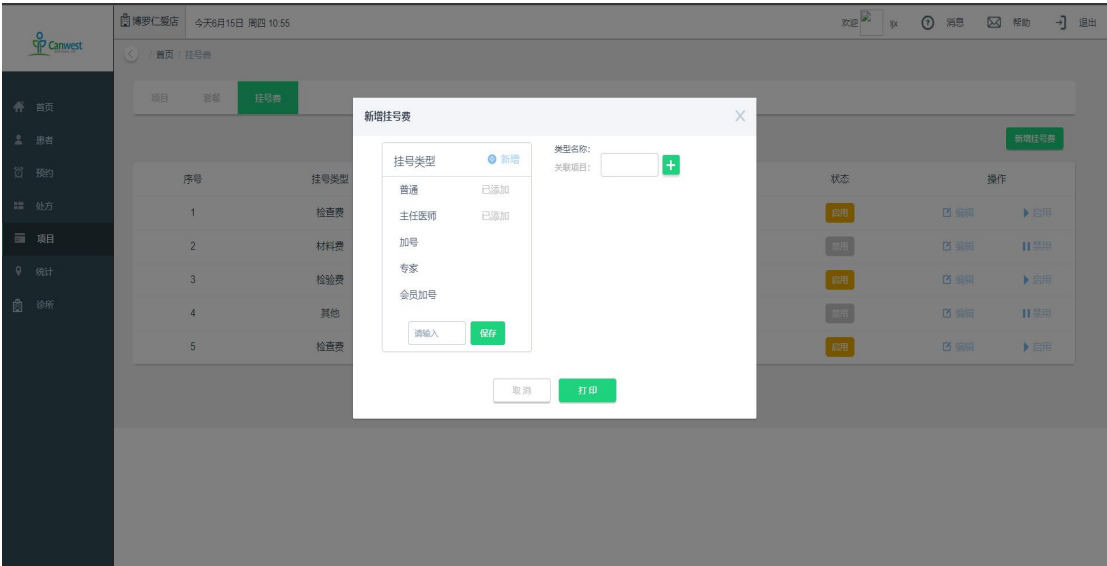 Canwest
博罗仁爱店 今天6月15日 周四 10:55
欢迎 ljx 消息 帮助 退出
/ 首页 / 挂号费
首页
患者
预约
处方
项目
统计
诊所
项目 套餐 挂号费
新增挂号费
序号 挂号类型 状态 操作
1 检查费 启用 编辑 启用
2 材料费 禁用 编辑 禁用
3 检验费 启用 编辑 启用
4 其他 禁用 编辑 禁用
5 检查费 启用 编辑 启用
新增挂号费 X
挂号类型 新增
普通 已添加
主任医师 已添加
加号
专家
会员加号
请输入 保存
类型名称:
关联项目: +
取消 打印